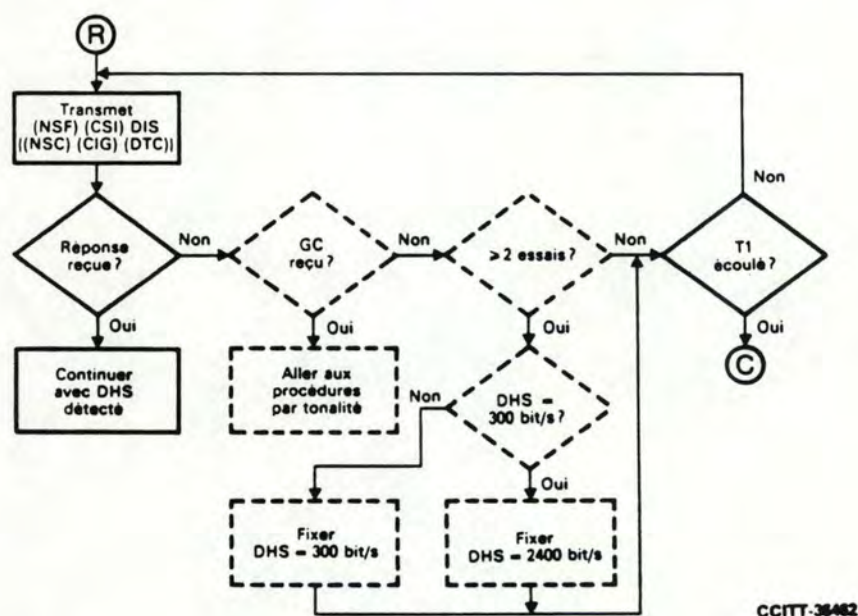 R
Transmet
(NSF) (CSI) DIS
((NSC) (CIG) (DTC))
Non
Réponse
reçue ?
Non
GC
reçu ?
Non
⩾ 2 essais ?
Non
T1
écoulé ?
Oui
Oui
Oui
Oui
C
Continuer
avec DHS
détecté
Aller aux
procédures
par tonalité
Non
DHS =
300 bit/s ?
Oui
Fixer
DHS = 300 bit/s
Fixer
DHS = 2400 bit/s